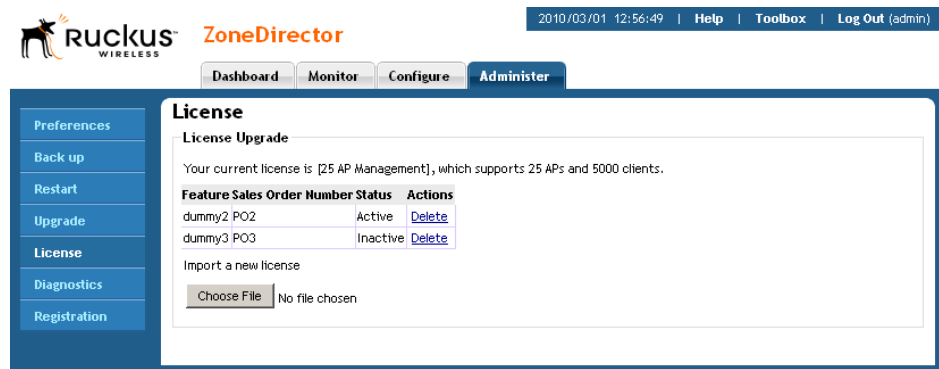 2010/03/01 12:56:49 | Help | Toolbox | Log Out (admin)
Ruckus WIRELESS
ZoneDirector
Dashboard Monitor Configure Administer
Preferences
Back up
Restart
Upgrade
License
Diagnostics
Registration
License
License Upgrade
Your current license is [25 AP Management], which supports 25 APs and 5000 clients.
Feature Sales Order Number Status Actions
dummy2 PO2 Active Delete
dummy3 PO3 Inactive Delete
Import a new license
Choose File No file chosen